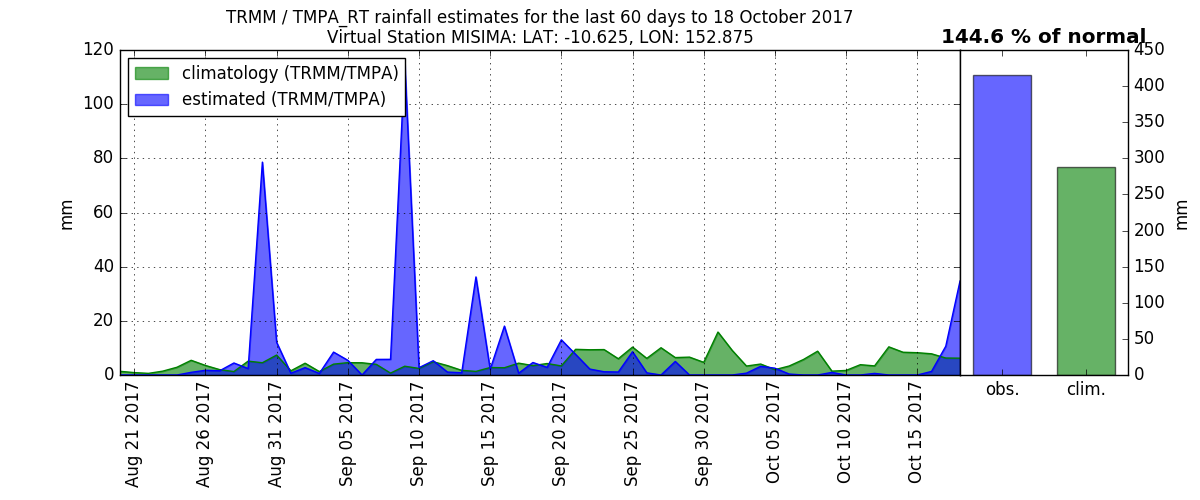 TRMM / TMPA_RT rainfall estimates for the last 60 days to 18 October 2017
Virtual Station MISIMA: LAT: -10.625, LON: 152.875
144.6 % of normal
climatology (TRMM/TMPA)
estimated (TRMM/TMPA)
mm
120
100
80
60
40
20
0
Aug 21 2017
Aug 26 2017
Aug 31 2017
Sep 05 2017
Sep 10 2017
Sep 15 2017
Sep 20 2017
Sep 25 2017
Sep 30 2017
Oct 05 2017
Oct 10 2017
Oct 15 2017
obs.
clim.
450
400
350
300
250
200
150
100
50
0
mm